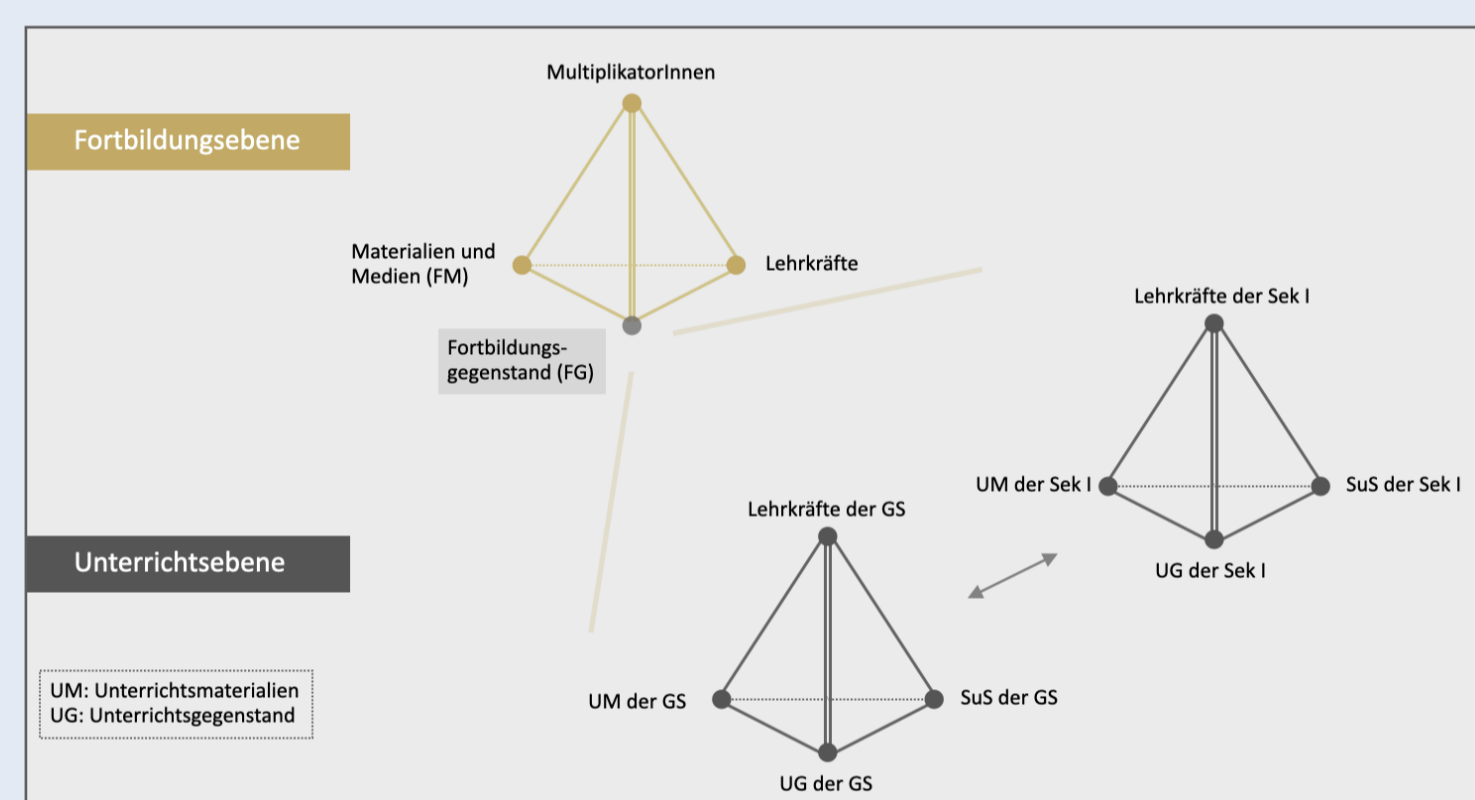 MultiplikatorInnen
Fortbildungsebene
Materialien und
Medien (FM)
Lehrkräfte
Fortbildungs-
gegenstand (FG)
Lehrkräfte der Sek I
UM der Sek I
SuS der Sek I
UG der Sek I
Lehrkräfte der GS
Unterrichtsebene
UM der GS
SuS der GS
UG der GS
UM: Unterrichtsmaterialien
UG: Unterrichtsgegenstand